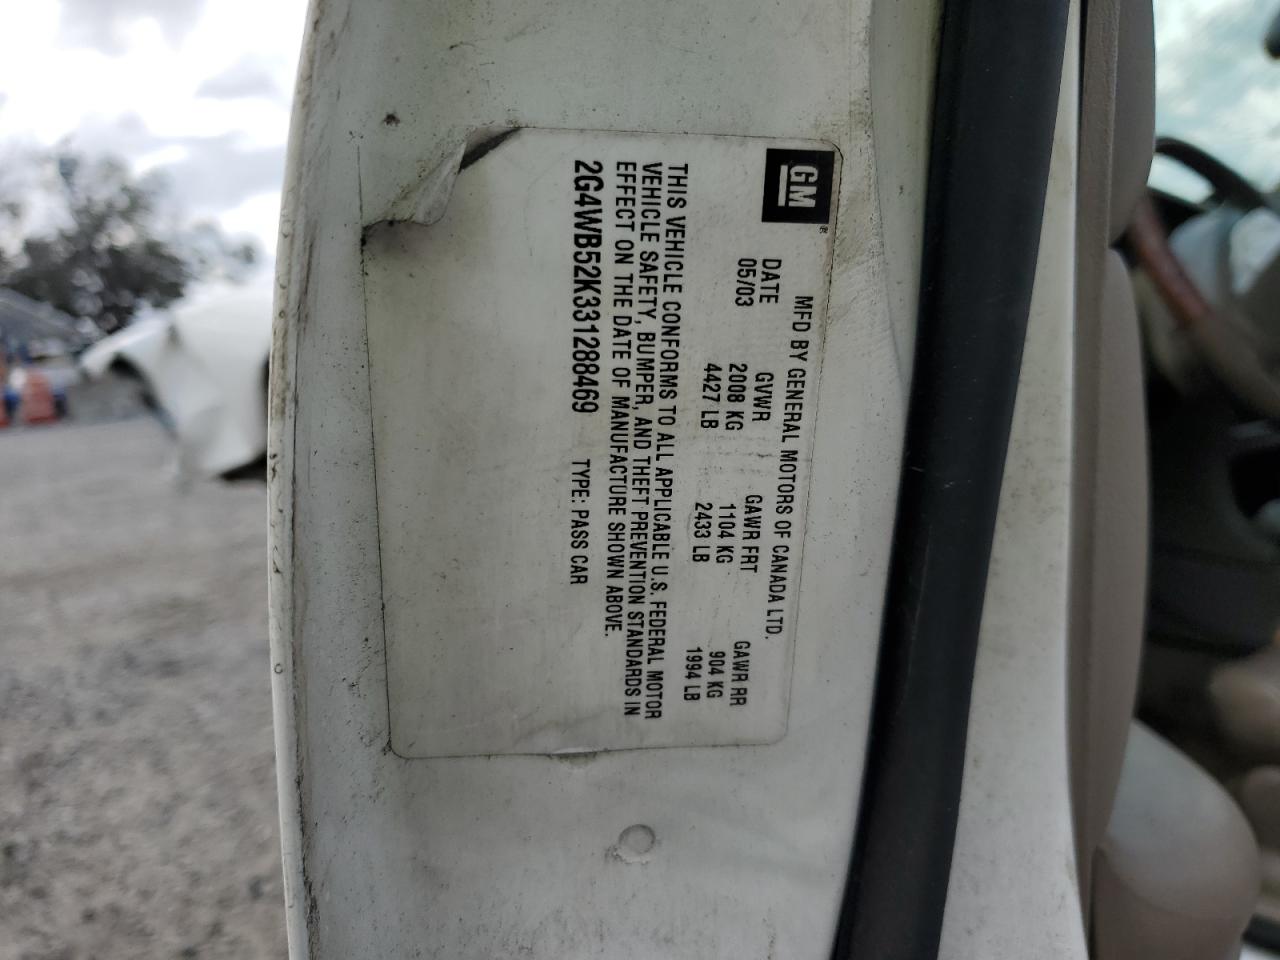 GM
MFD BY GENERAL MOTORS OF CANADA LTD.
DATE GVWR GAWR FRT GAWR RR
05/03 2008 KG 1104 KG 904 KG
4427 LB 2433 LB 1994 LB
THIS VEHICLE CONFORMS TO ALL APPLICABLE U.S. FEDERAL MOTOR
VEHICLE SAFETY, BUMPER, AND THEFT PREVENTION STANDARDS IN
EFFECT ON THE DATE OF MANUFACTURE SHOWN ABOVE.
2G4WB52K331288469 TYPE: PASS CAR